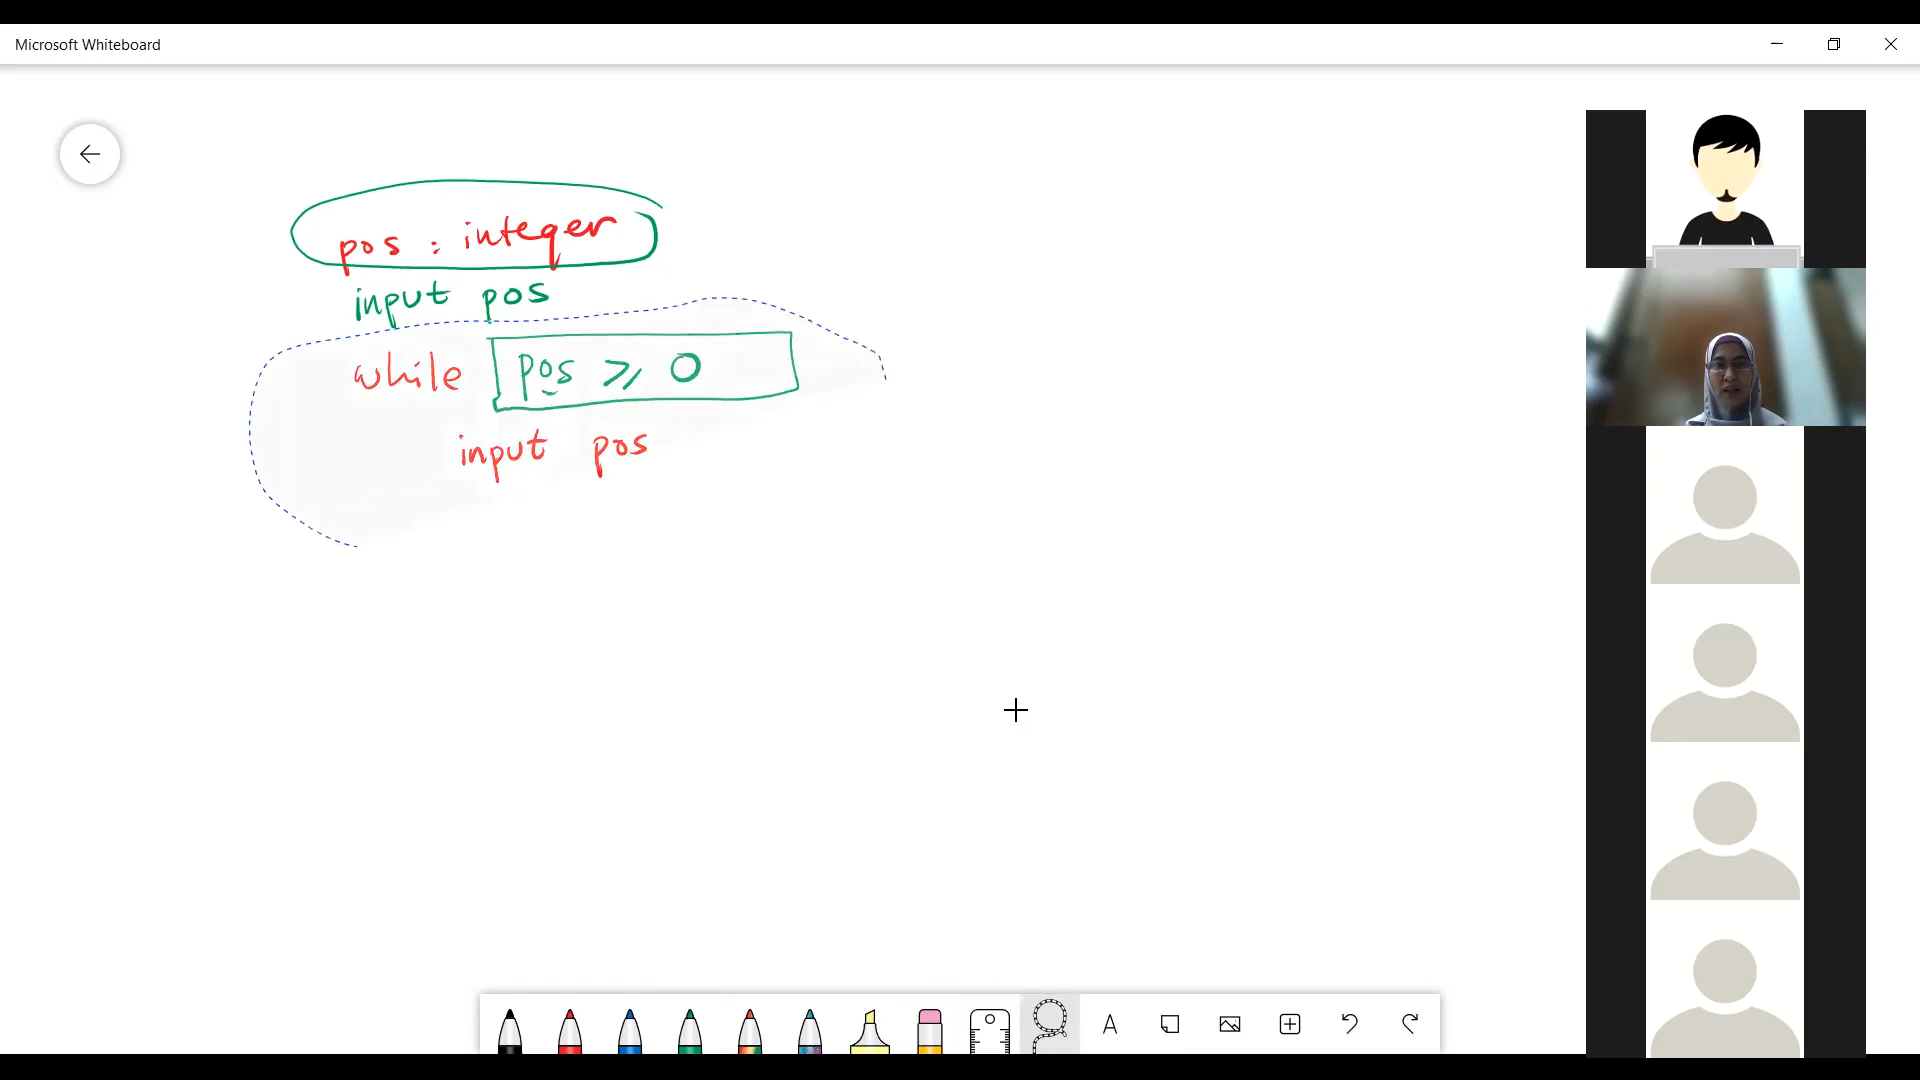 Microsoft Whiteboard
pos : integer
input pos
while pos ⩾ 0
input pos